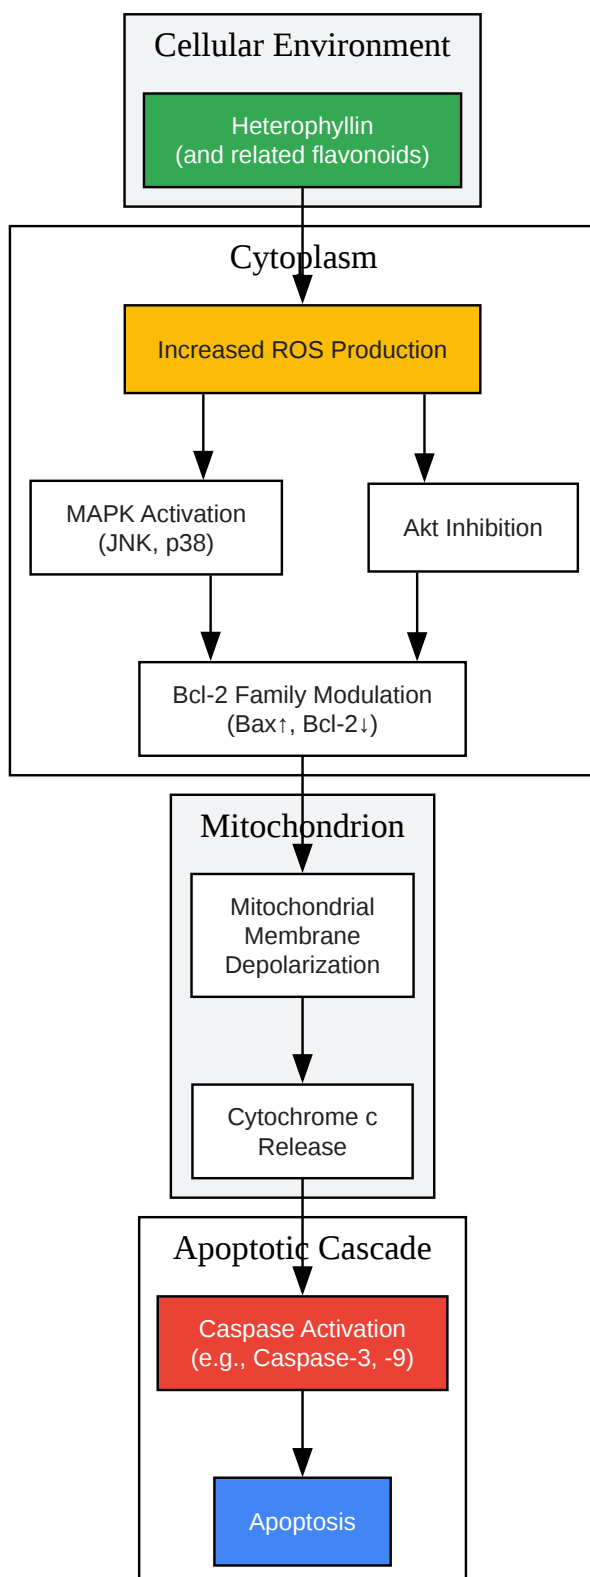 Cellular Environment
Heterophyllin
(and related flavonoids)
Cytoplasm
Increased ROS Production
MAPK Activation
(JNK, p38)
Akt Inhibition
Bcl-2 Family Modulation
(Bax↑, Bcl-2↓)
Mitochondrion
Mitochondrial
Membrane
Depolarization
Cytochrome c
Release
Apoptotic Cascade
Caspase Activation
(e.g., Caspase-3, -9)
Apoptosis